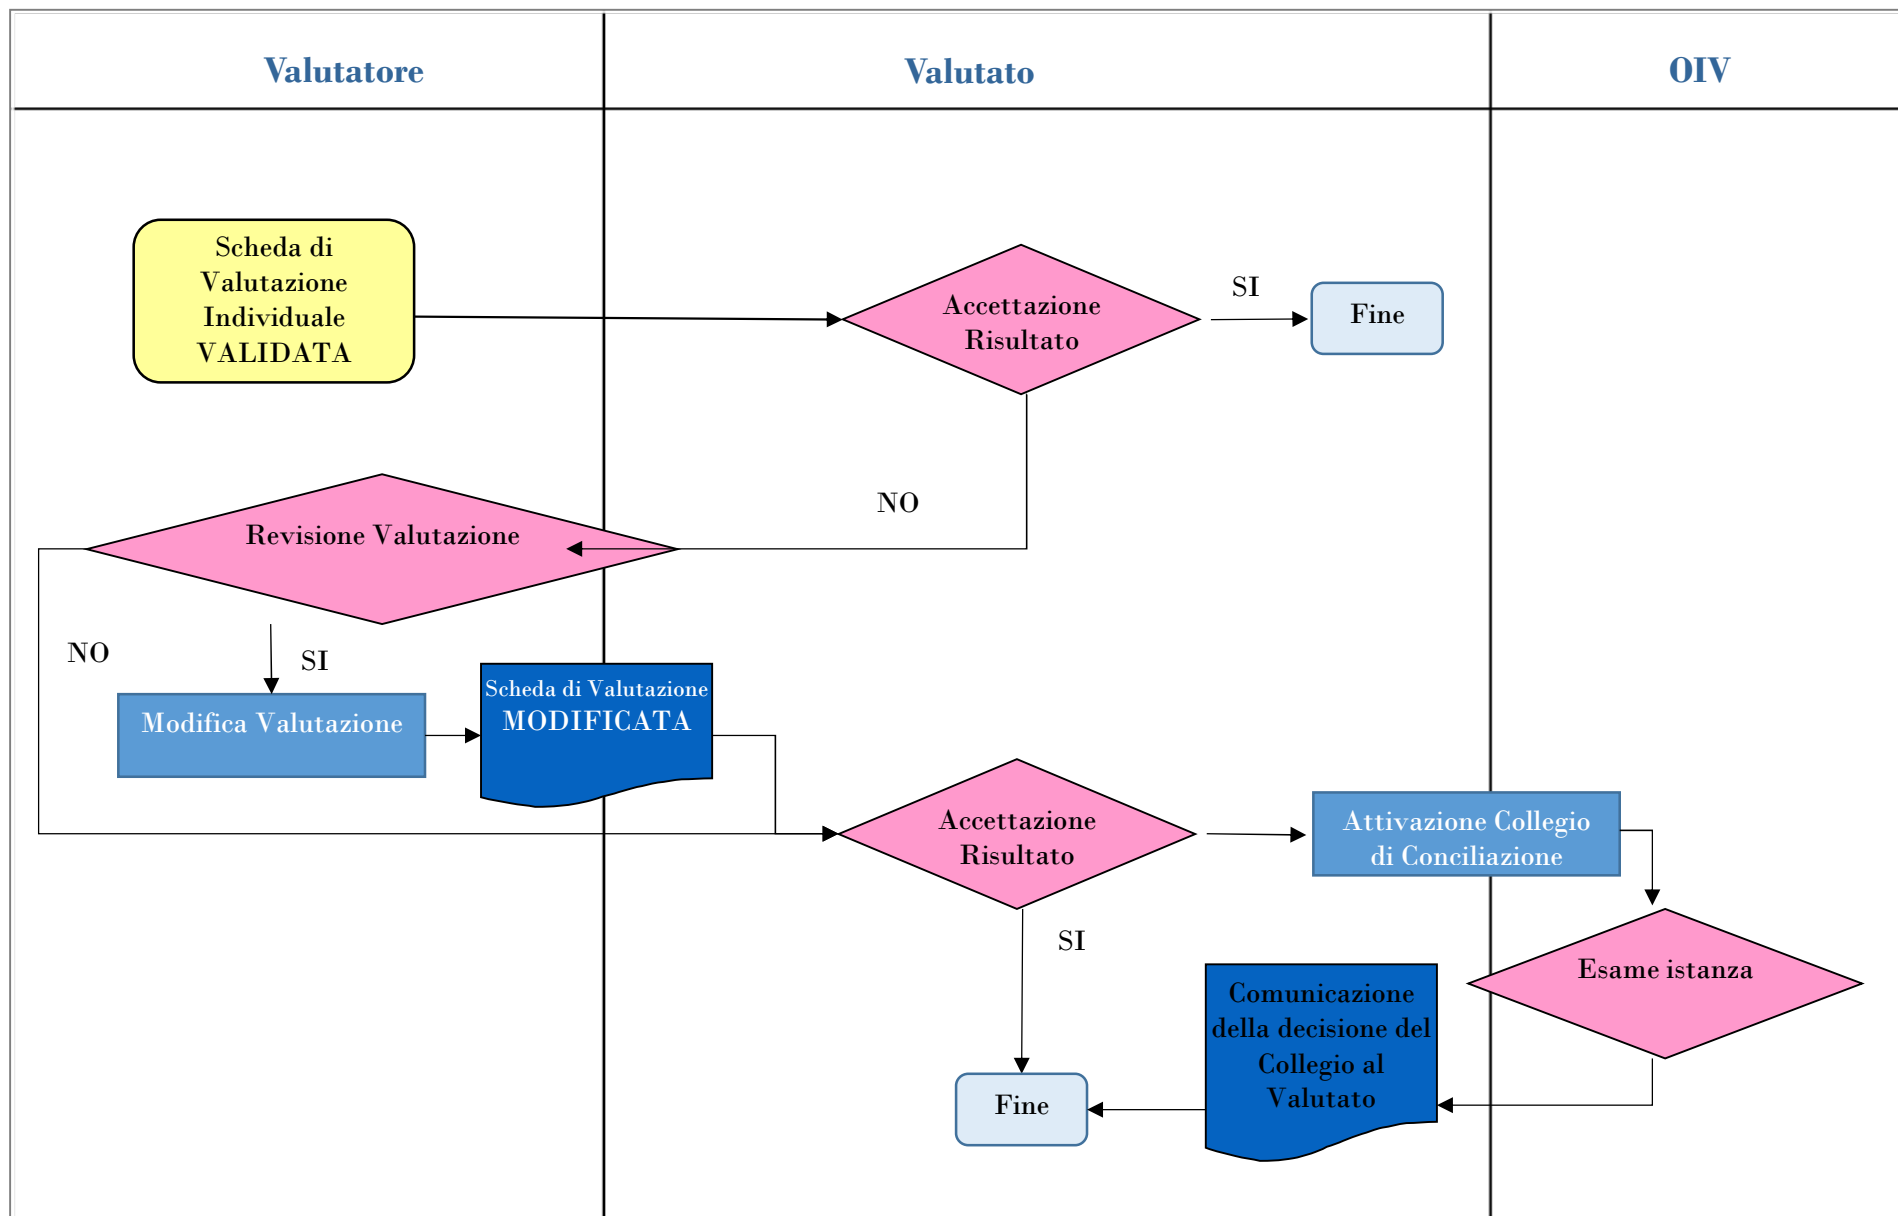 Valutatore
Valutato
OIV
Scheda di
Valutazione
Individuale
VALIDATA
Accettazione
Risultato
SI
Fine
NO
Revisione Valutazione
NO
SI
Modifica Valutazione
Scheda di Valutazione
MODIFICATA
Accettazione
Risultato
Attivazione Collegio
di Conciliazione
SI
Esame istanza
Comunicazione
della decisione del
Collegio al
Valutato
Fine